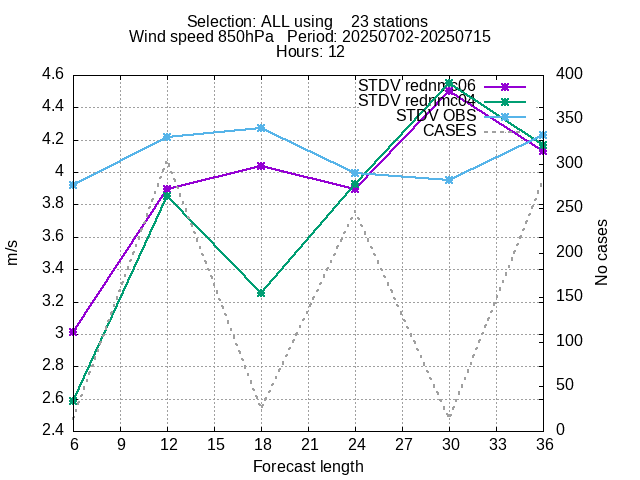 Selection: ALL using    23 stations
Wind speed 850hPa   Period: 20250702-20250715
Hours: 12
STDV rednmc06
STDV rednmc04
STDV OBS
CASES
4.6
4.4
4.2
4
3.8
3.6
3.4
3.2
3
2.8
2.6
2.4
m/s
400
350
300
250
200
150
100
50
0
No cases
6 9 12 15 18 21 24 27 30 33 36
Forecast length